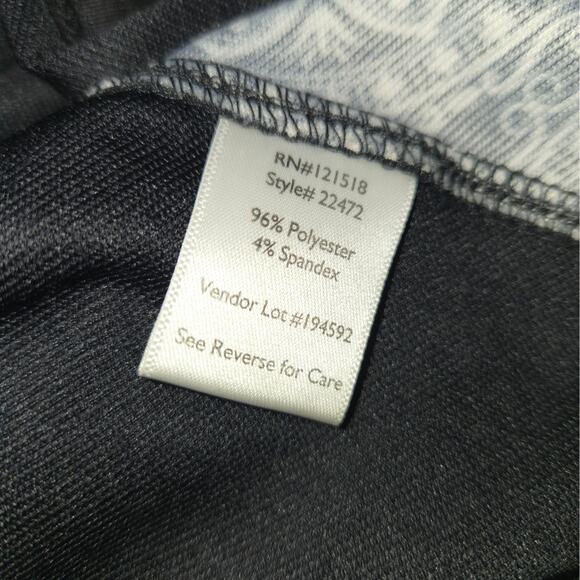 RN#121518
Style# 22472
96% Polyester
4% Spandex
Vendor Lot #194592
See Reverse for Care